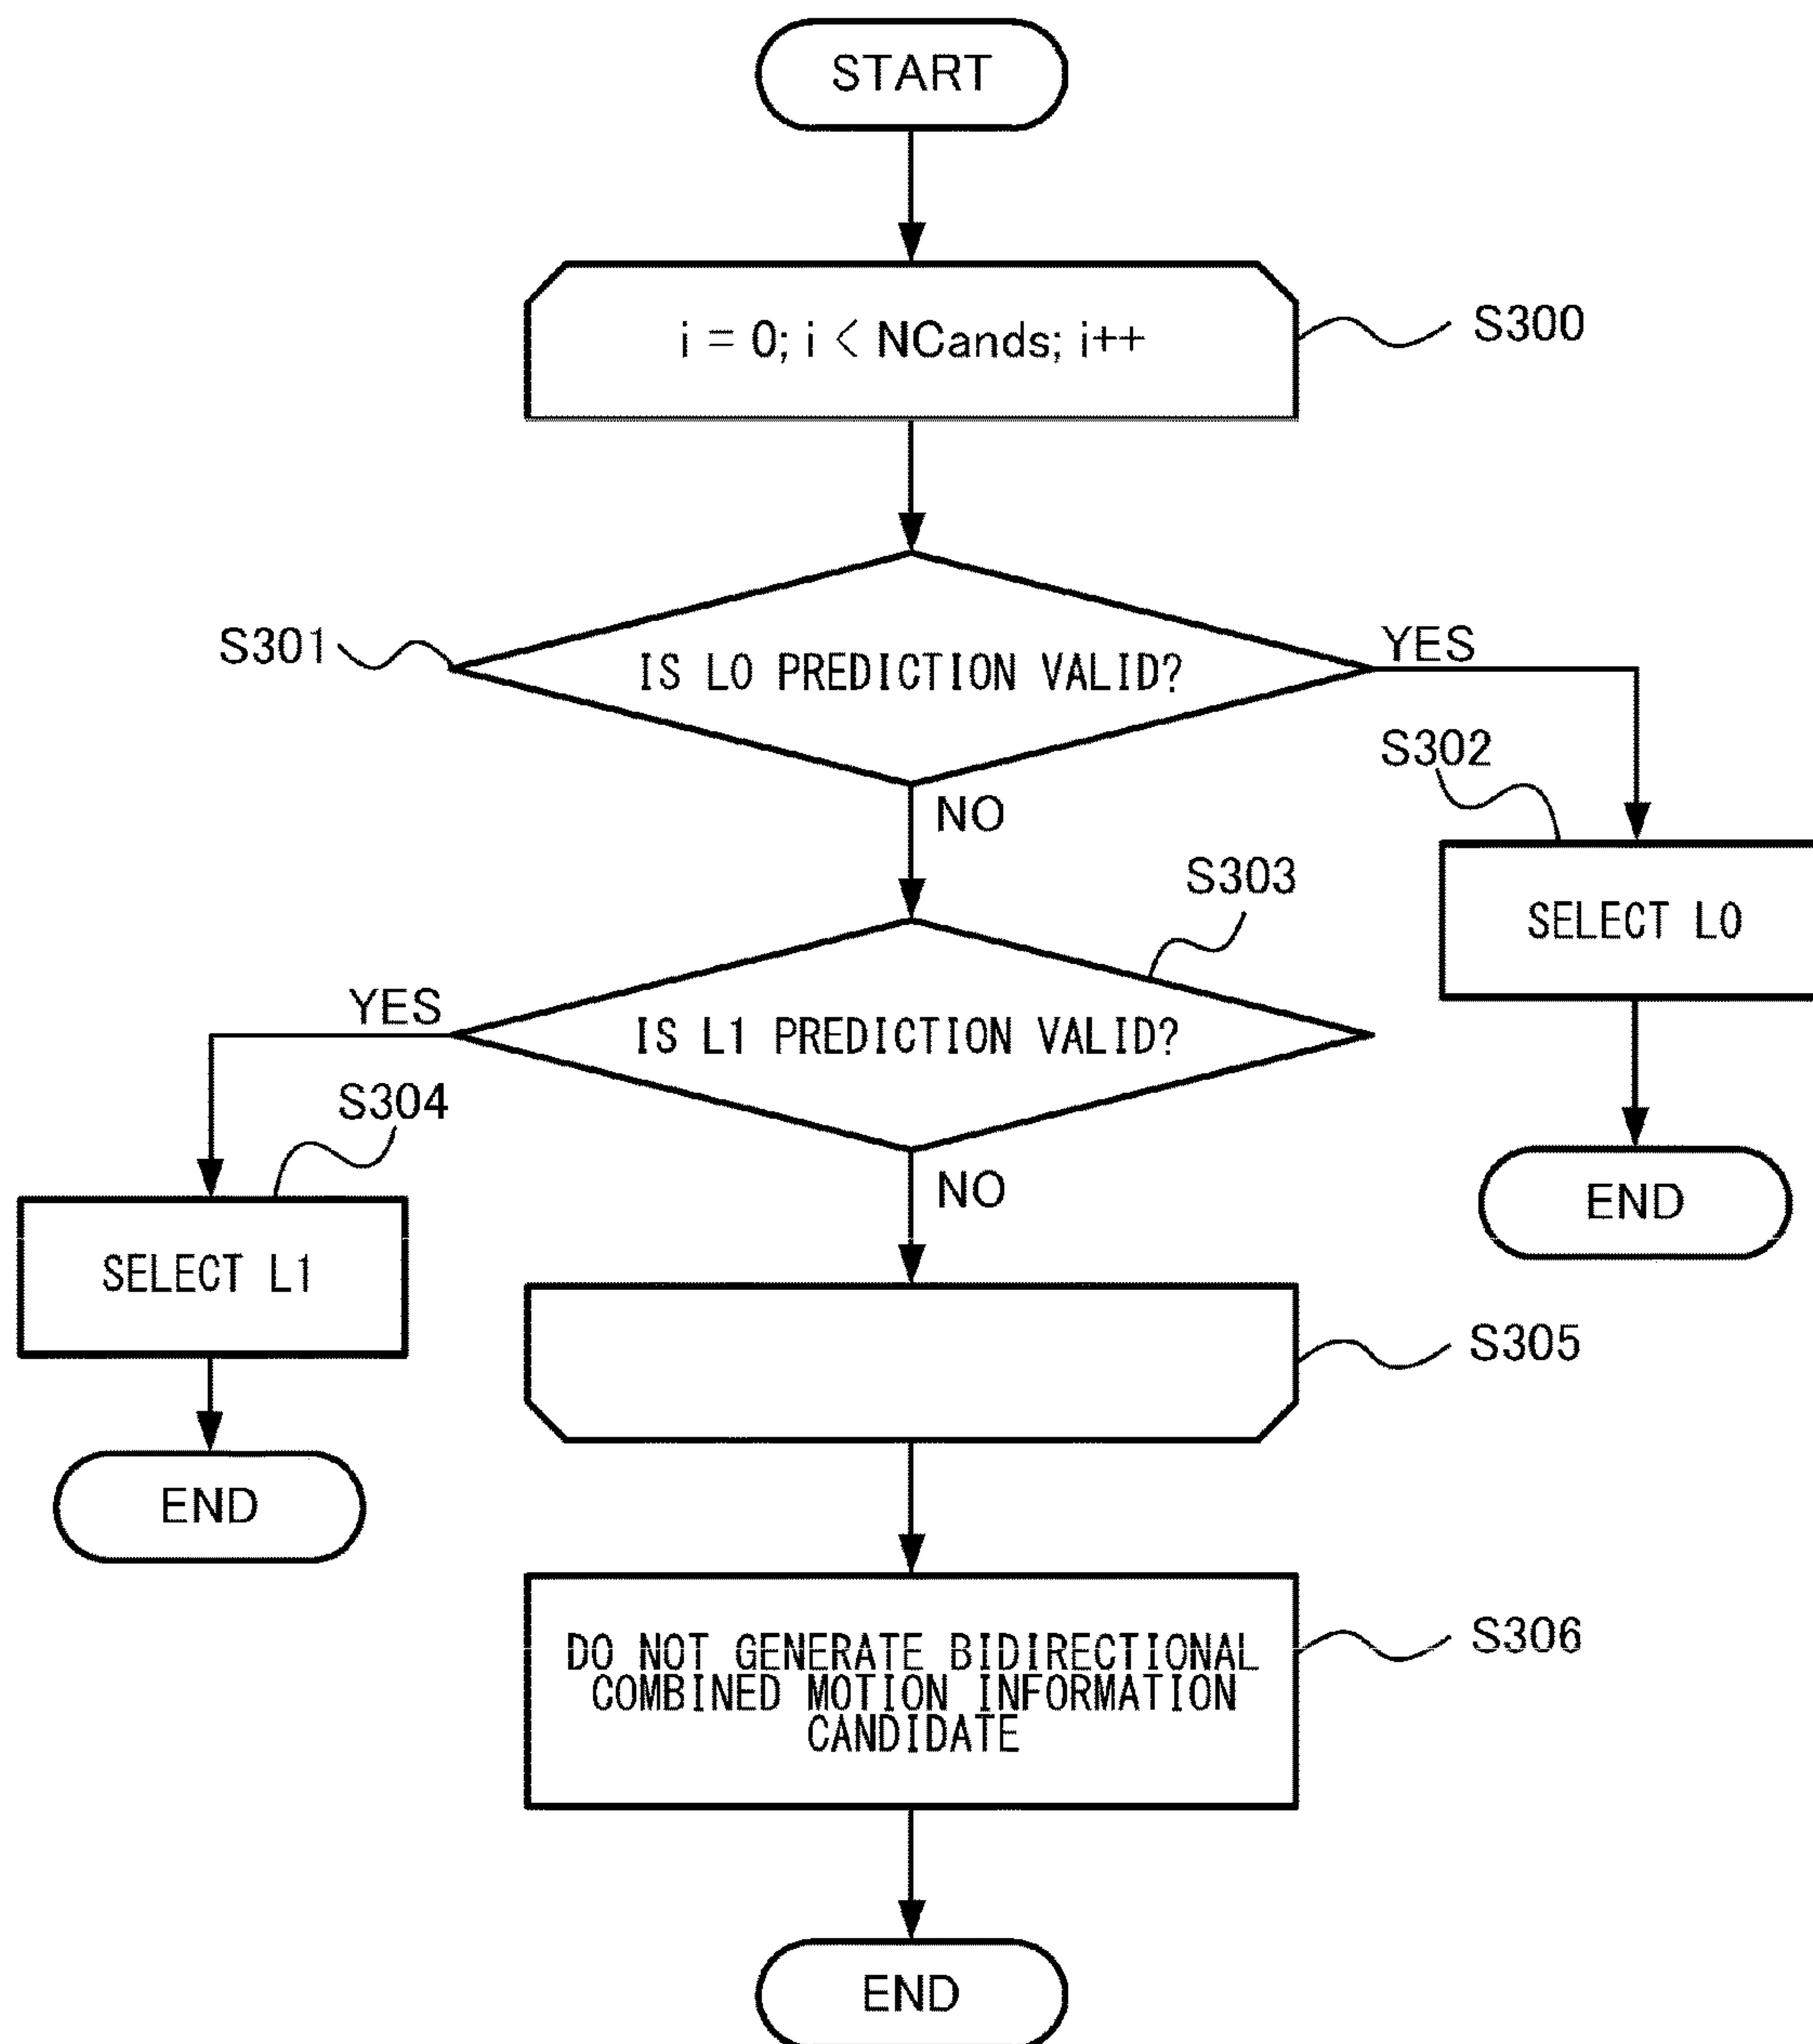 START
i = 0; i < NCands; i++
S300
S301
IS L0 PREDICTION VALID?
YES
S302
NO
SELECT L0
S303
YES
IS L1 PREDICTION VALID?
S304
NO
END
SELECT L1
S305
END
DO NOT GENERATE BIDIRECTIONAL
COMBINED MOTION INFORMATION
CANDIDATE
S306
END